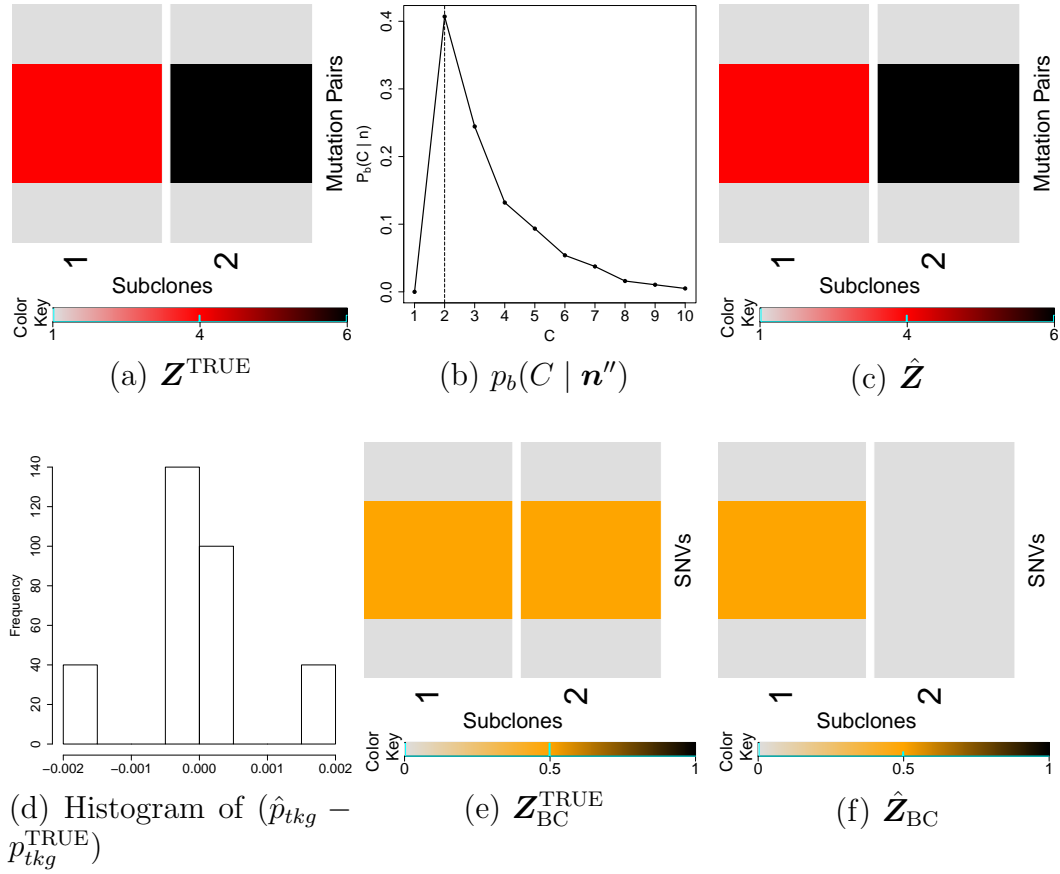 Mutation Pairs
1 2
Subclones
Color Key
1 4 6
(a) Z^TRUE
P_b(C | n)
0.0 0.1 0.2 0.3 0.4
1 2 3 4 5 6 7 8 9 10
C
(b) p_b(C | n′′)
Mutation Pairs
1 2
Subclones
Color Key
1 4 6
(c) Ẑ
Frequency
0 20 40 60 80 100 120 140
−0.002 −0.001 0.000 0.001 0.002
(d) Histogram of (p̂_tkg −
p_tkg^TRUE)
SNVs
1 2
Subclones
Color Key
0 0.5 1
(e) Z_BC^TRUE
SNVs
1 2
Subclones
Color Key
0 0.5 1
(f) Ẑ_BC